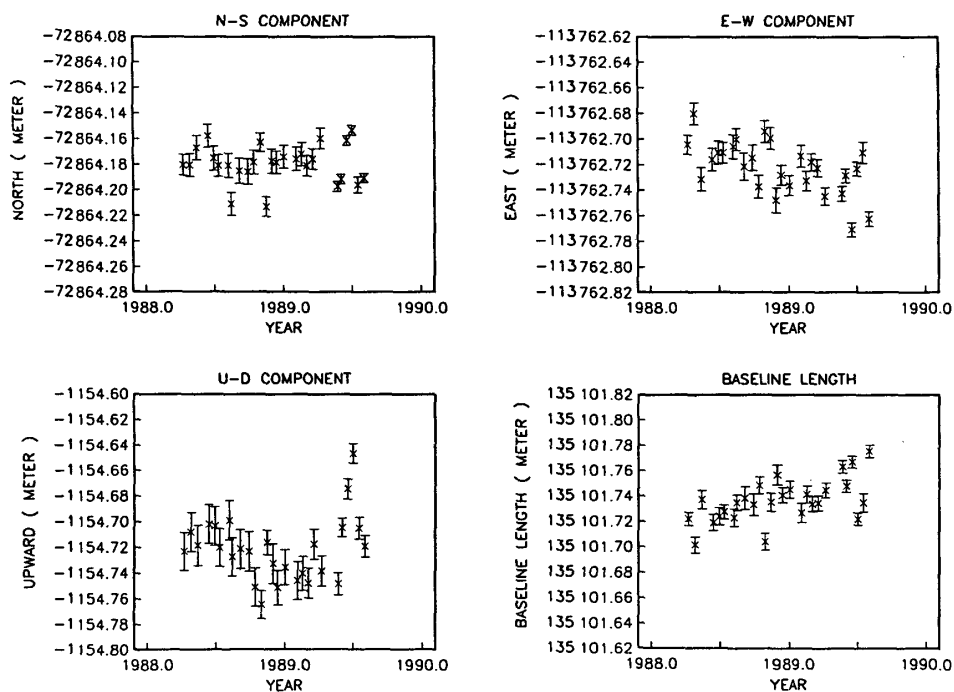 N-S COMPONENT
-72864.08
-72864.10
-72864.12
-72864.14
-72864.16
-72864.18
-72864.20
-72864.22
-72864.24
-72864.26
-72864.28
NORTH ( METER )
1988.0 1989.0 1990.0
YEAR
E-W COMPONENT
-113762.62
-113762.64
-113762.66
-113762.68
-113762.70
-113762.72
-113762.74
-113762.76
-113762.78
-113762.80
-113762.82
EAST ( METER )
1988.0 1989.0 1990.0
YEAR
U-D COMPONENT
-1154.60
-1154.62
-1154.64
-1154.66
-1154.68
-1154.70
-1154.72
-1154.74
-1154.76
-1154.78
-1154.80
UPWARD ( METER )
1988.0 1989.0 1990.0
YEAR
BASELINE LENGTH
135 101.82
135 101.80
135 101.78
135 101.76
135 101.74
135 101.72
135 101.70
135 101.68
135 101.66
135 101.64
135 101.62
BASELINE LENGTH ( METER )
1988.0 1989.0 1990.0
YEAR